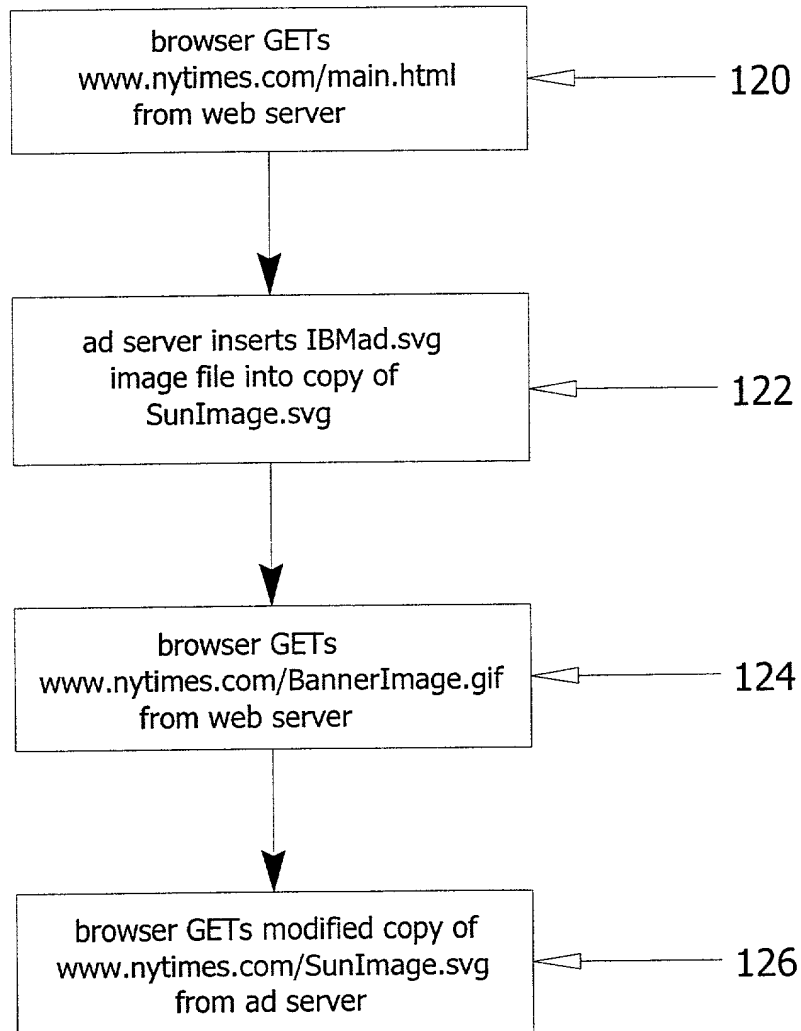 browser GETs
www.nytimes.com/main.html
from web server
120
ad server inserts IBMad.svg
image file into copy of
SunImage.svg
122
browser GETs
www.nytimes.com/BannerImage.gif
from web server
124
browser GETs modified copy of
www.nytimes.com/SunImage.svg
from ad server
126